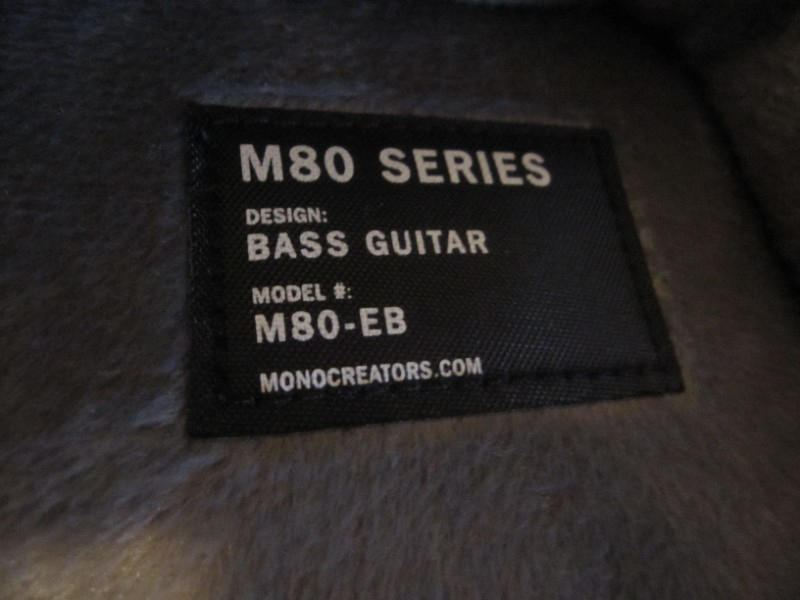 M80 SERIES
DESIGN:
BASS GUITAR
MODEL #:
M80-EB
MONOCREATORS.COM